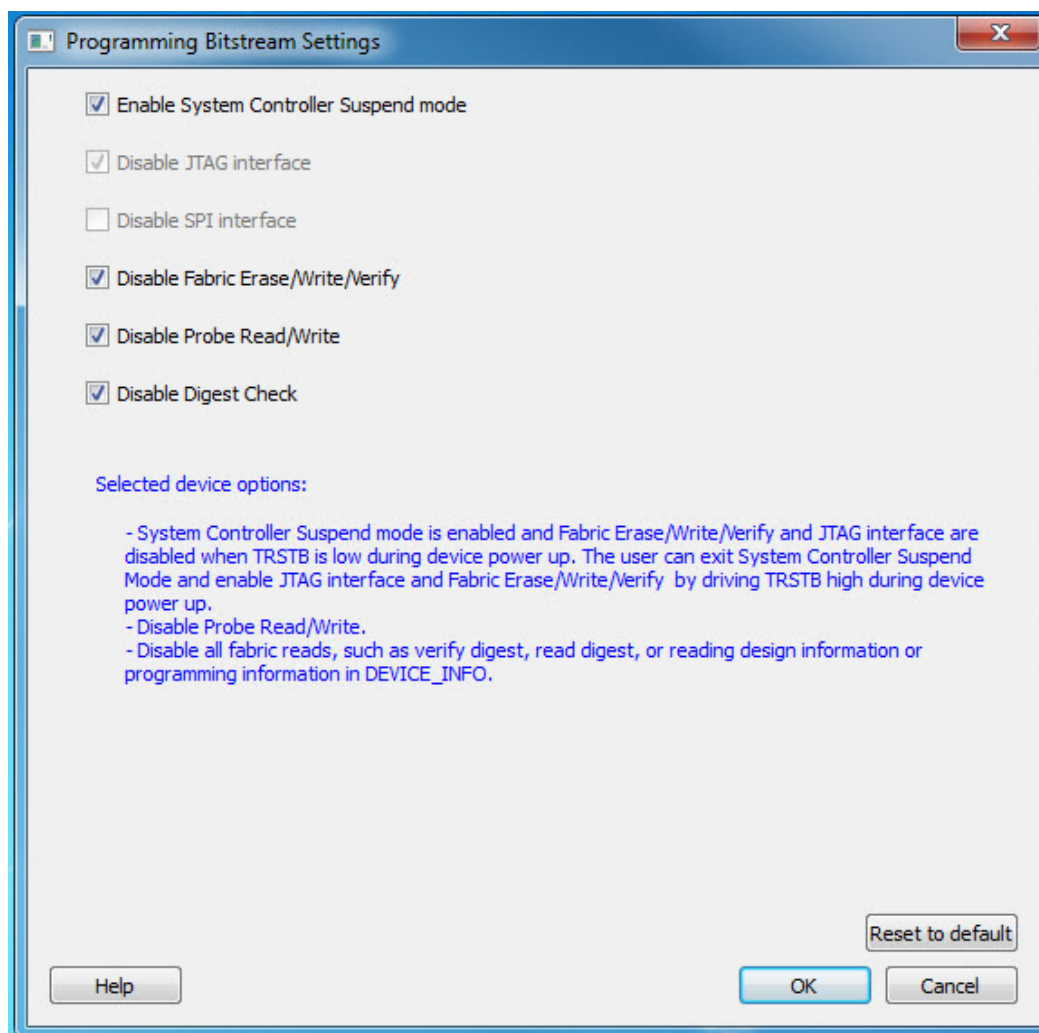 Programming Bitstream Settings
Enable System Controller Suspend mode
Disable JTAG interface
Disable SPI interface
Disable Fabric Erase/Write/Verify
Disable Probe Read/Write
Disable Digest Check
Selected device options:
- System Controller Suspend mode is enabled and Fabric Erase/Write/Verify and JTAG interface are
disabled when TRSTB is low during device power up. The user can exit System Controller Suspend
Mode and enable JTAG interface and Fabric Erase/Write/Verify by driving TRSTB high during device
power up.
- Disable Probe Read/Write.
- Disable all fabric reads, such as verify digest, read digest, or reading design information or
programming information in DEVICE_INFO.
Reset to default
Help
OK
Cancel